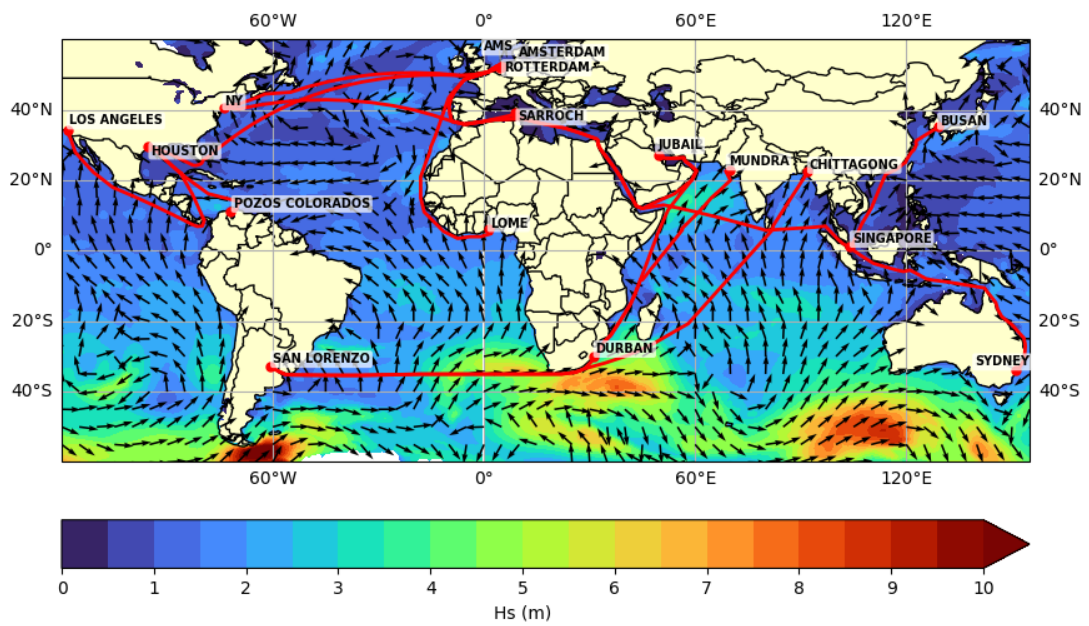 60°W 0° 60°E 120°E
AMS AMSTERDAM
ROTTERDAM
40°N NY SARROCH BUSAN 40°N
LOS ANGELES
HOUSTON JUBAIL
MUNDRA CHITTAGONG
20°N 20°N
POZOS COLORADOS
LOME
SINGAPORE
0° 0°
20°S 20°S
DURBAN
SAN LORENZO SYDNEY
40°S 40°S
60°W 0° 60°E 120°E
0 1 2 3 4 5 6 7 8 9 10
Hs (m)